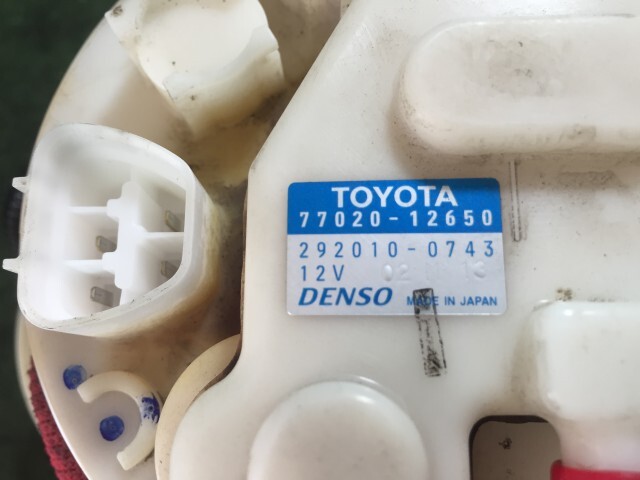 TOYOTA
77020-12650
292010-0743
12V
DENSO MADE IN JAPAN